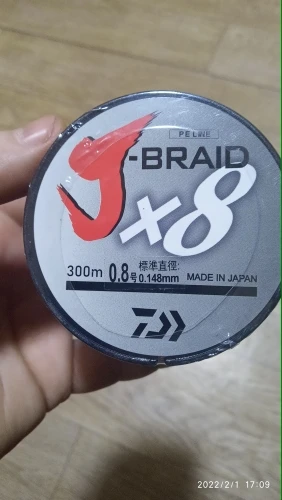 PE LINE
J-BRAID
x8
標準直徑:
300m 0.8号 0.148mm MADE IN JAPAN
2022/2/1 17:09